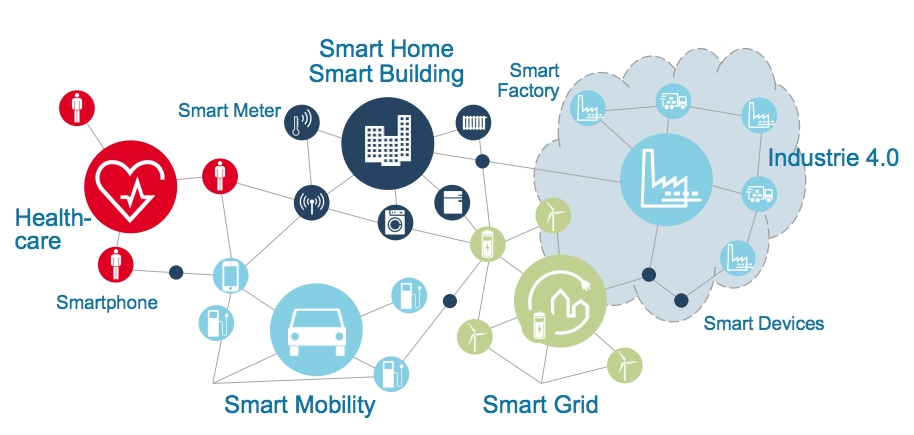 Smart Home
Smart Building
Smart
Factory
Smart Meter
Industrie 4.0
Health-
care
Smartphone
Smart Devices
Smart Mobility
Smart Grid